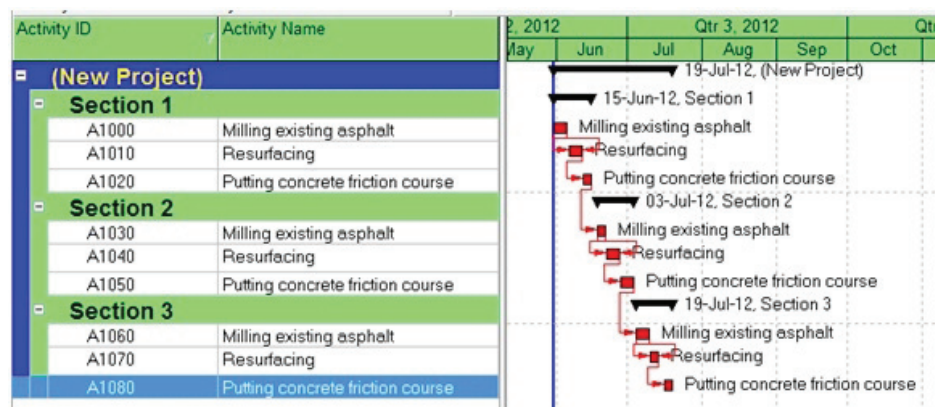 Activity ID Activity Name 2, 2012 Qtr 3, 2012 Qt
May Jun Jul Aug Sep Oct
(New Project) 19-Jul-12, (New Project)
Section 1 15-Jun-12, Section 1
A1000 Milling existing asphalt Milling existing asphalt
A1010 Resurfacing Resurfacing
A1020 Putting concrete friction course Putting concrete friction course
Section 2 03-Jul-12, Section 2
A1030 Milling existing asphalt Milling existing asphalt
A1040 Resurfacing Resurfacing
A1050 Putting concrete friction course Putting concrete friction course
Section 3 19-Jul-12, Section 3
A1060 Milling existing asphalt Milling existing asphalt
A1070 Resurfacing Resurfacing
A1080 Putting concrete friction course Putting concrete friction course